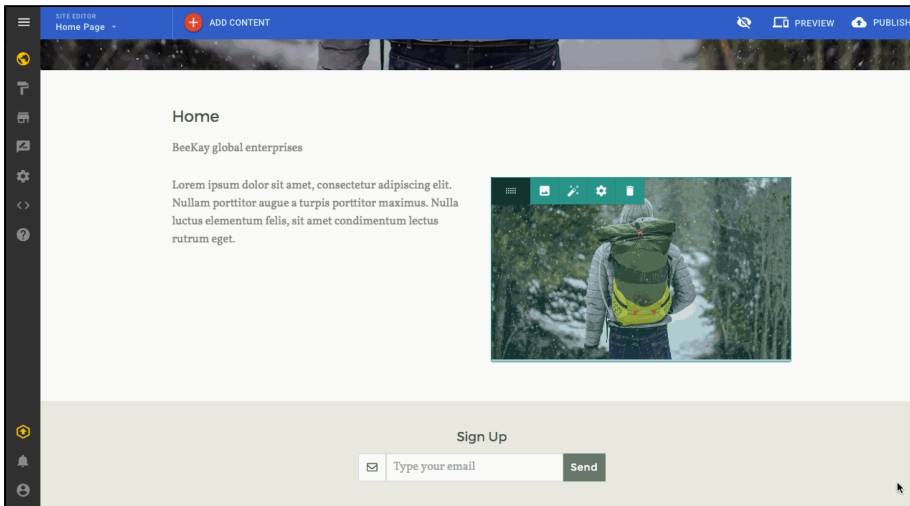 SITE EDITOR
Home Page
ADD CONTENT
PREVIEW
PUBLISH
Home
BeeKay global enterprises
Lorem ipsum dolor sit amet, consectetur adipiscing elit.
Nullam porttitor augue a turpis porttitor maximus. Nulla
luctus elementum felis, sit amet condimentum lectus
rutrum eget.
Sign Up
Type your email
Send